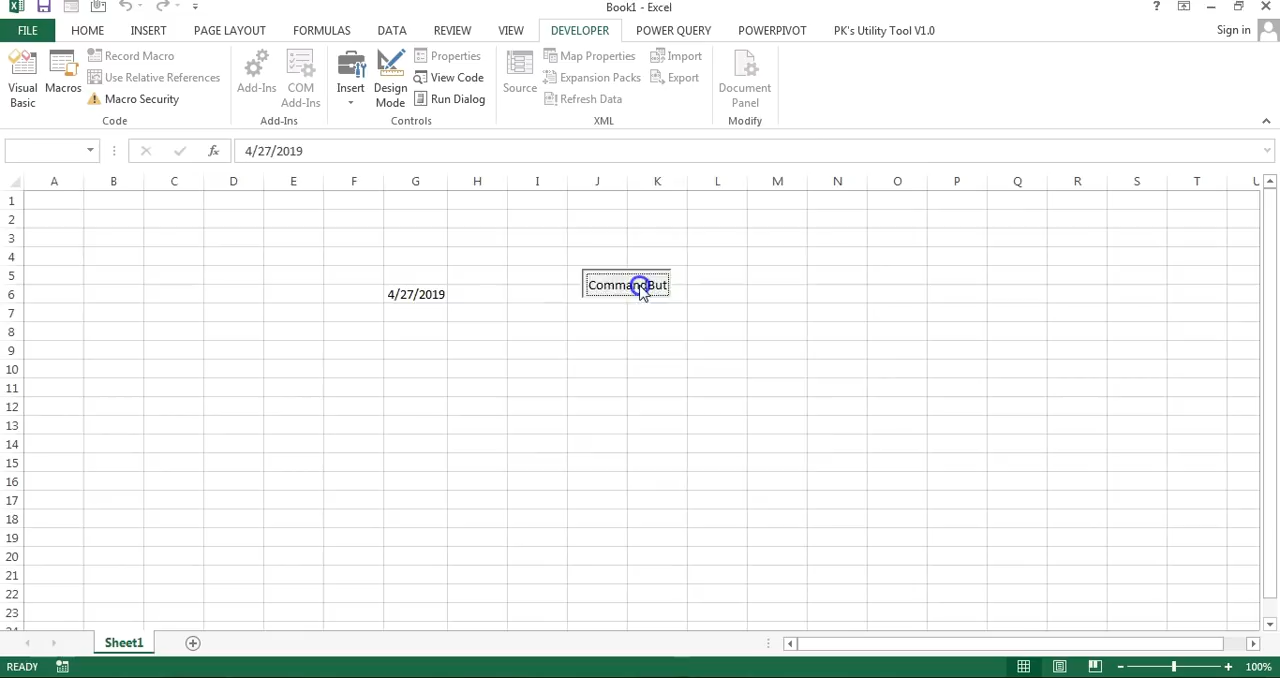 Book1 - Excel
?
FILE HOME INSERT PAGE LAYOUT FORMULAS DATA REVIEW VIEW DEVELOPER POWER QUERY POWERPIVOT PK's Utility Tool V1.0 Sign in
Visual Basic
Macros
Record Macro
Use Relative References
Macro Security
Code
Add-Ins
COM Add-Ins
Add-Ins
Insert
Design Mode
Properties
View Code
Run Dialog
Controls
Source
Map Properties
Expansion Packs
Refresh Data
Import
Export
XML
Document Panel
Modify
fx 4/27/2019
A B C D E F G H I J K L M N O P Q R S T U
1
2
3
4
5
6 4/27/2019
CommandBut
7
8
9
10
11
12
13
14
15
16
17
18
19
20
21
22
23
24
Sheet1
READY
100%